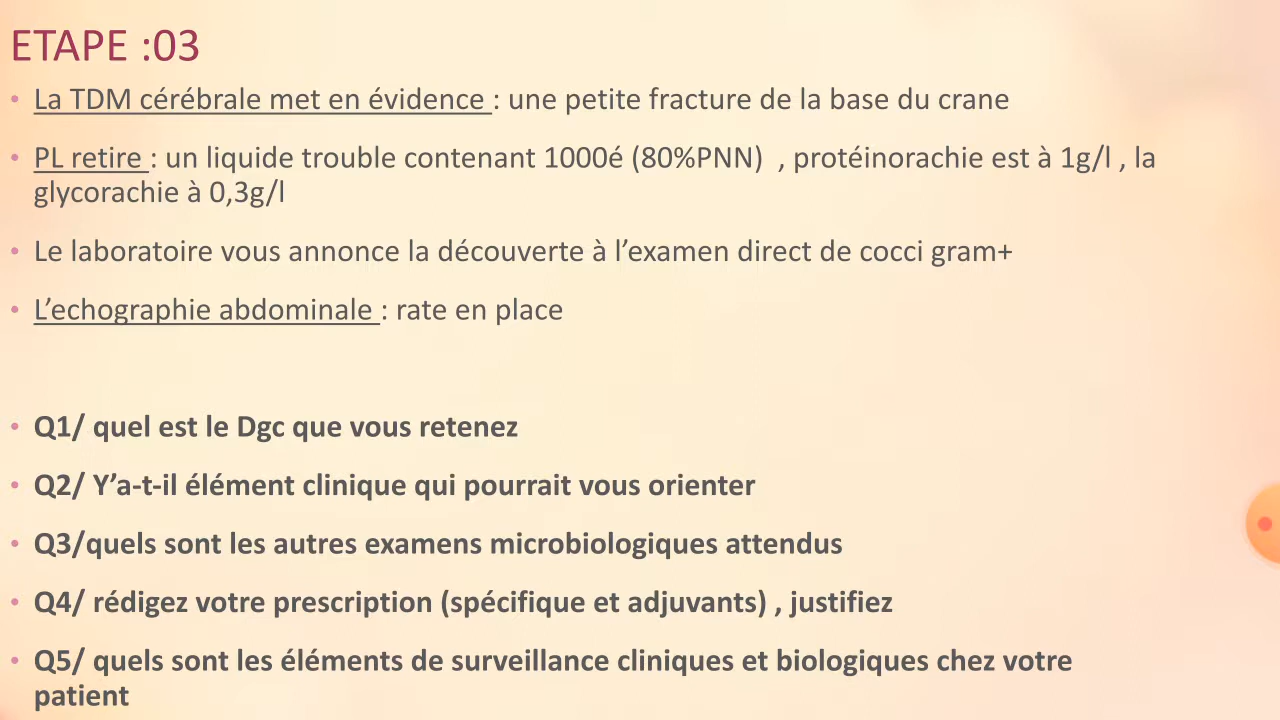 ETAPE :03
• La TDM cérébrale met en évidence : une petite fracture de la base du crane
• PL retire : un liquide trouble contenant 1000é (80%PNN) , protéinorachie est à 1g/l , la
glycorachie à 0,3g/l
• Le laboratoire vous annonce la découverte à l’examen direct de cocci gram+
• L’echographie abdominale : rate en place
• Q1/ quel est le Dgc que vous retenez
• Q2/ Y’a-t-il élément clinique qui pourrait vous orienter
• Q3/quels sont les autres examens microbiologiques attendus
• Q4/ rédigez votre prescription (spécifique et adjuvants) , justifiez
• Q5/ quels sont les éléments de surveillance cliniques et biologiques chez votre
patient